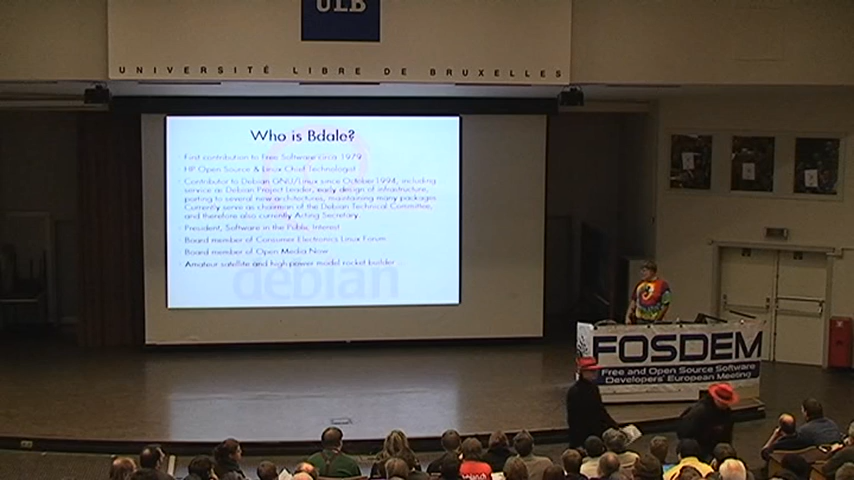 ULB
UNIVERSITÉ LIBRE DE BRUXELLES
Who is Bdale?
First contribution to Free Software circa 1979
HP Open Source & Linux Chief Technologist
Contributor to Debian GNU/Linux since October 1994, including
service as Debian Project Leader, early design of infrastructure,
porting to several new architectures, maintaining many packages.
Currently serve as chairman of the Debian Technical Committee,
and therefore also currently Acting Secretary.
President, Software in the Public Interest
Board member of Consumer Electronics Linux Forum
Board member of Open Media Now
Amateur satellite and high power model rocket builder ...
debian
FOSDEM
Free and Open Source Software
Developers' European Meeting